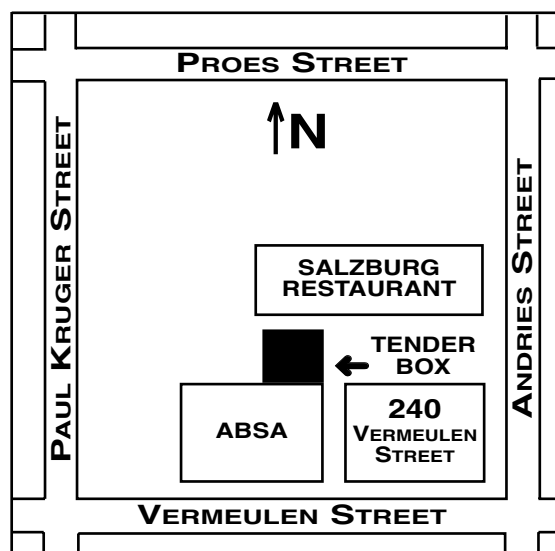 PROES STREET
N
PAUL KRUGER STREET
ANDRIES STREET
SALZBURG
RESTAURANT
TENDER
BOX
ABSA
240
VERMEULEN
STREET
VERMEULEN STREET